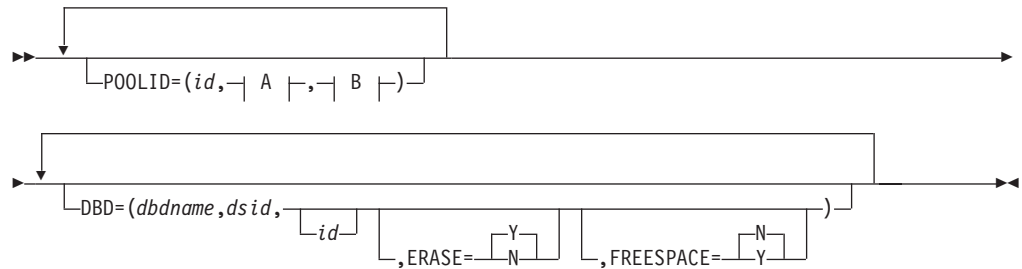 POOLID=(id, A , B )
Y N
DBD=(dbdname,dsid, )
id ,ERASE= N ,FREESPACE= Y